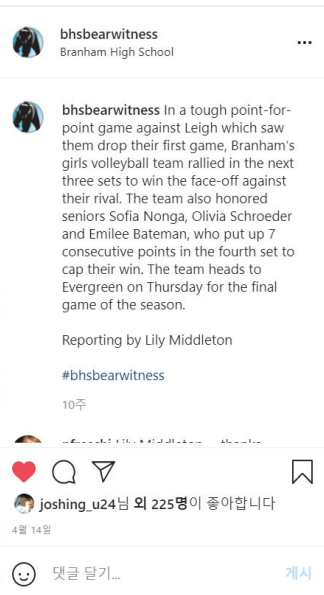 bhsbearwitness
Branham High School
bhsbearwitness In a tough point-for-
point game against Leigh which saw
them drop their first game, Branham's
girls volleyball team rallied in the next
three sets to win the face-off against
their rival. The team also honored
seniors Sofia Nonga, Olivia Schroeder
and Emilee Bateman, who put up 7
consecutive points in the fourth set to
cap their win. The team heads to
Evergreen on Thursday for the final
game of the season.
Reporting by Lily Middleton
#bhsbearwitness
10주
joshing_u24님 외 225명이 좋아합니다
4월 14일
댓글 달기...
게시